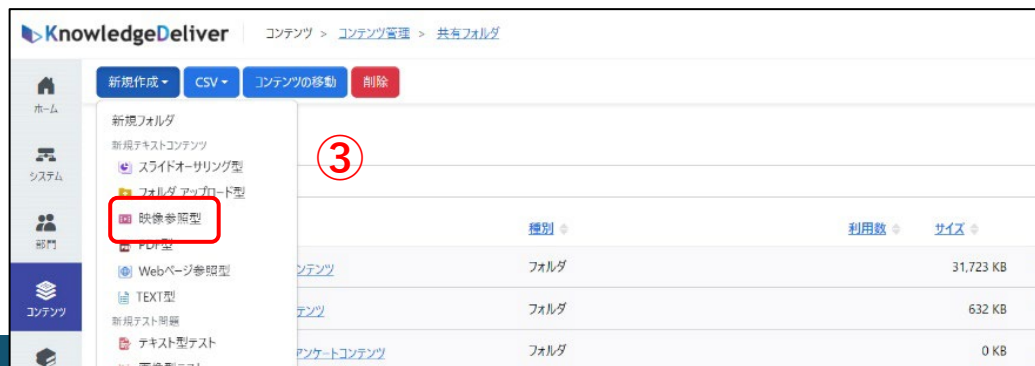 KnowledgeDeliver コンテンツ > コンテンツ管理 > 共有フォルダ
新規作成 CSV コンテンツの移動 削除
ホーム
新規フォルダ
新規テキストコンテンツ
③
スライドオーサリング型
システム
フォルダ アップロード型
映像参照型
種別 利用数 サイズ
部門
PDF型
Webページ参照型
ンテンツ フォルダ 31,723 KB
TEXT型
コンテンツ
新規テスト問題
テンツ フォルダ 632 KB
テキスト型テスト
アンケートコンテンツ フォルダ 0 KB